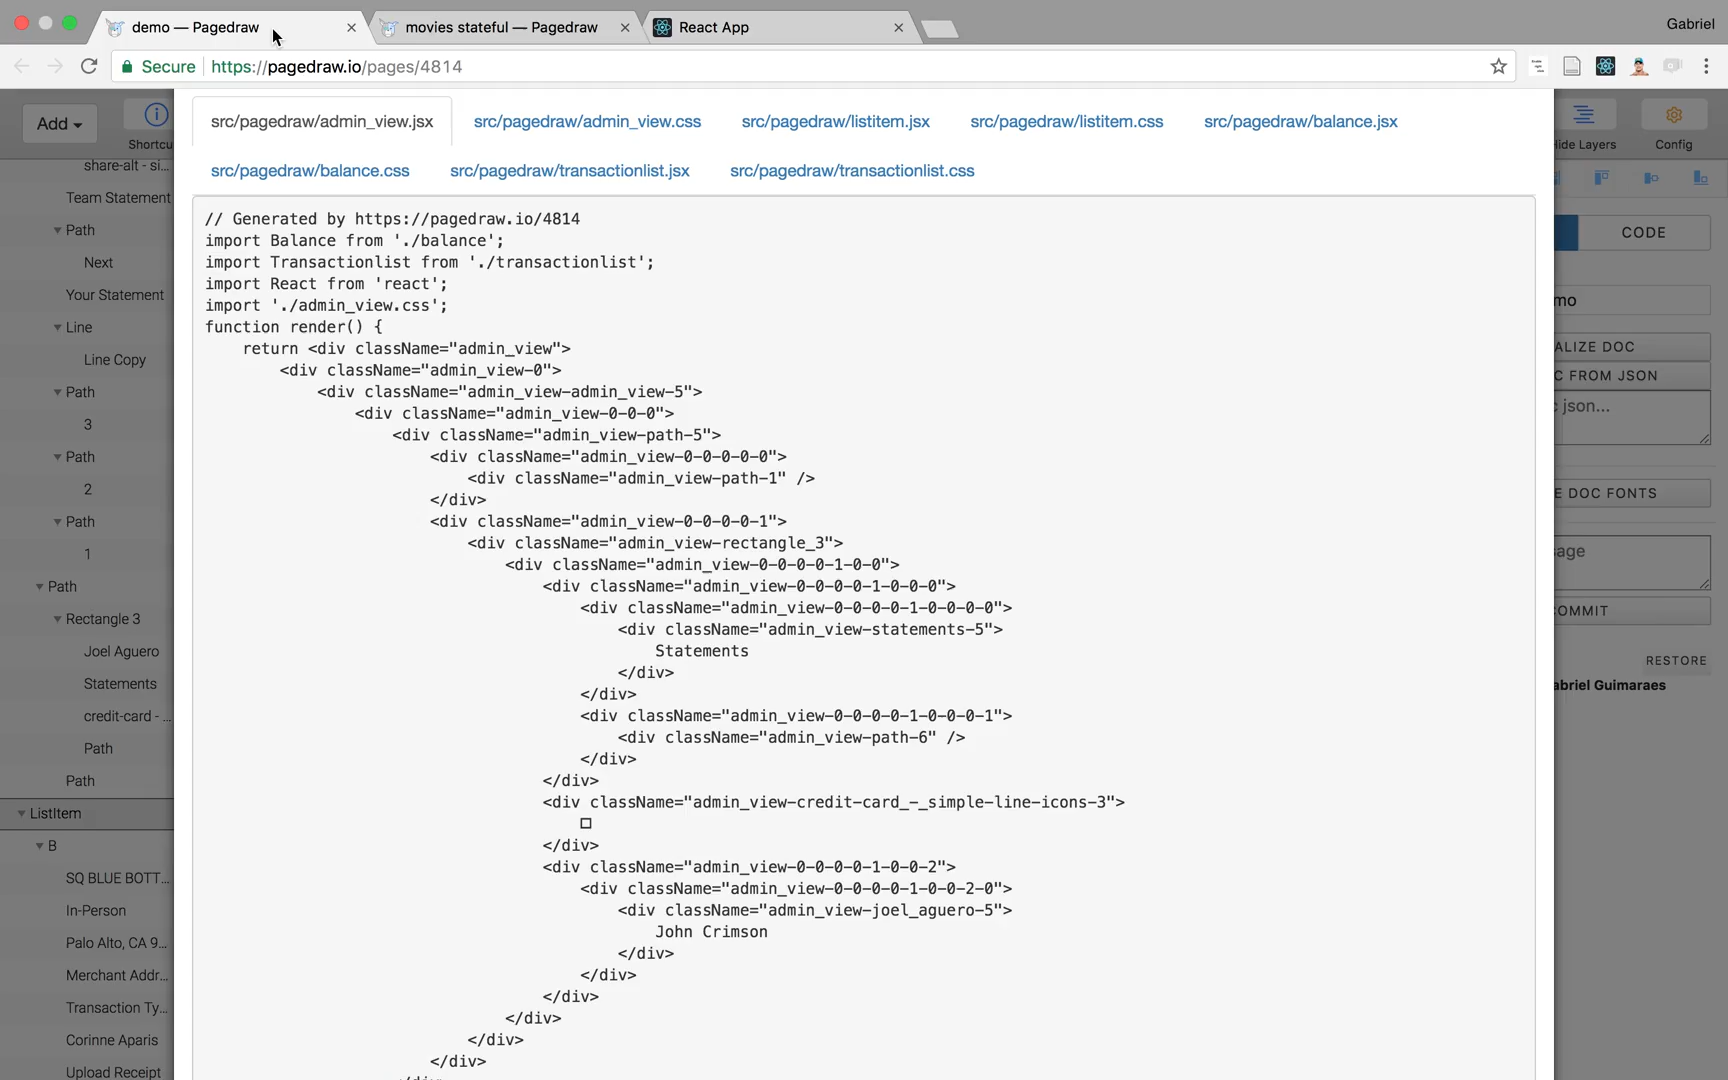 demo — Pagedraw
movies stateful — Pagedraw
React App
Gabriel
Secure
https://pagedraw.io/pages/4814
Add
Shortcu
src/pagedraw/admin_view.jsx
src/pagedraw/admin_view.css
src/pagedraw/listitem.jsx
src/pagedraw/listitem.css
src/pagedraw/balance.jsx
src/pagedraw/balance.css
src/pagedraw/transactionlist.jsx
src/pagedraw/transactionlist.css
Hide Layers
Config
share-alt - si...
Team Statement
Path
Next
Your Statement
Line
Line Copy
Path
3
Path
2
Path
1
Path
Rectangle 3
Joel Aguero
Statements
credit-card - ...
Path
Path
ListItem
B
SQ BLUE BOTT...
In-Person
Palo Alto, CA 9...
Merchant Addr...
Transaction Ty...
Corinne Aparis
Upload Receipt
// Generated by https://pagedraw.io/4814
import Balance from './balance';
import Transactionlist from './transactionlist';
import React from 'react';
import './admin_view.css';
function render() {
return <div className="admin_view">
<div className="admin_view-0">
<div className="admin_view-admin_view-5">
<div className="admin_view-0-0-0">
<div className="admin_view-path-5">
<div className="admin_view-0-0-0-0-0">
<div className="admin_view-path-1" />
</div>
<div className="admin_view-0-0-0-0-1">
<div className="admin_view-rectangle_3">
<div className="admin_view-0-0-0-0-1-0-0">
<div className="admin_view-0-0-0-0-1-0-0-0">
<div className="admin_view-0-0-0-0-1-0-0-0-0">
<div className="admin_view-statements-5">
Statements
</div>
</div>
<div className="admin_view-0-0-0-0-1-0-0-0-1">
<div className="admin_view-path-6" />
</div>
</div>
<div className="admin_view-credit-card_-_simple-line-icons-3">
</div>
<div className="admin_view-0-0-0-0-1-0-0-2">
<div className="admin_view-0-0-0-0-1-0-0-2-0">
<div className="admin_view-joel_aguero-5">
John Crimson
</div>
</div>
</div>
</div>
</div>
</div>
CODE
mo
ALIZE DOC
C FROM JSON
c json...
E DOC FONTS
sage
OMMIT
RESTORE
abriel Guimaraes